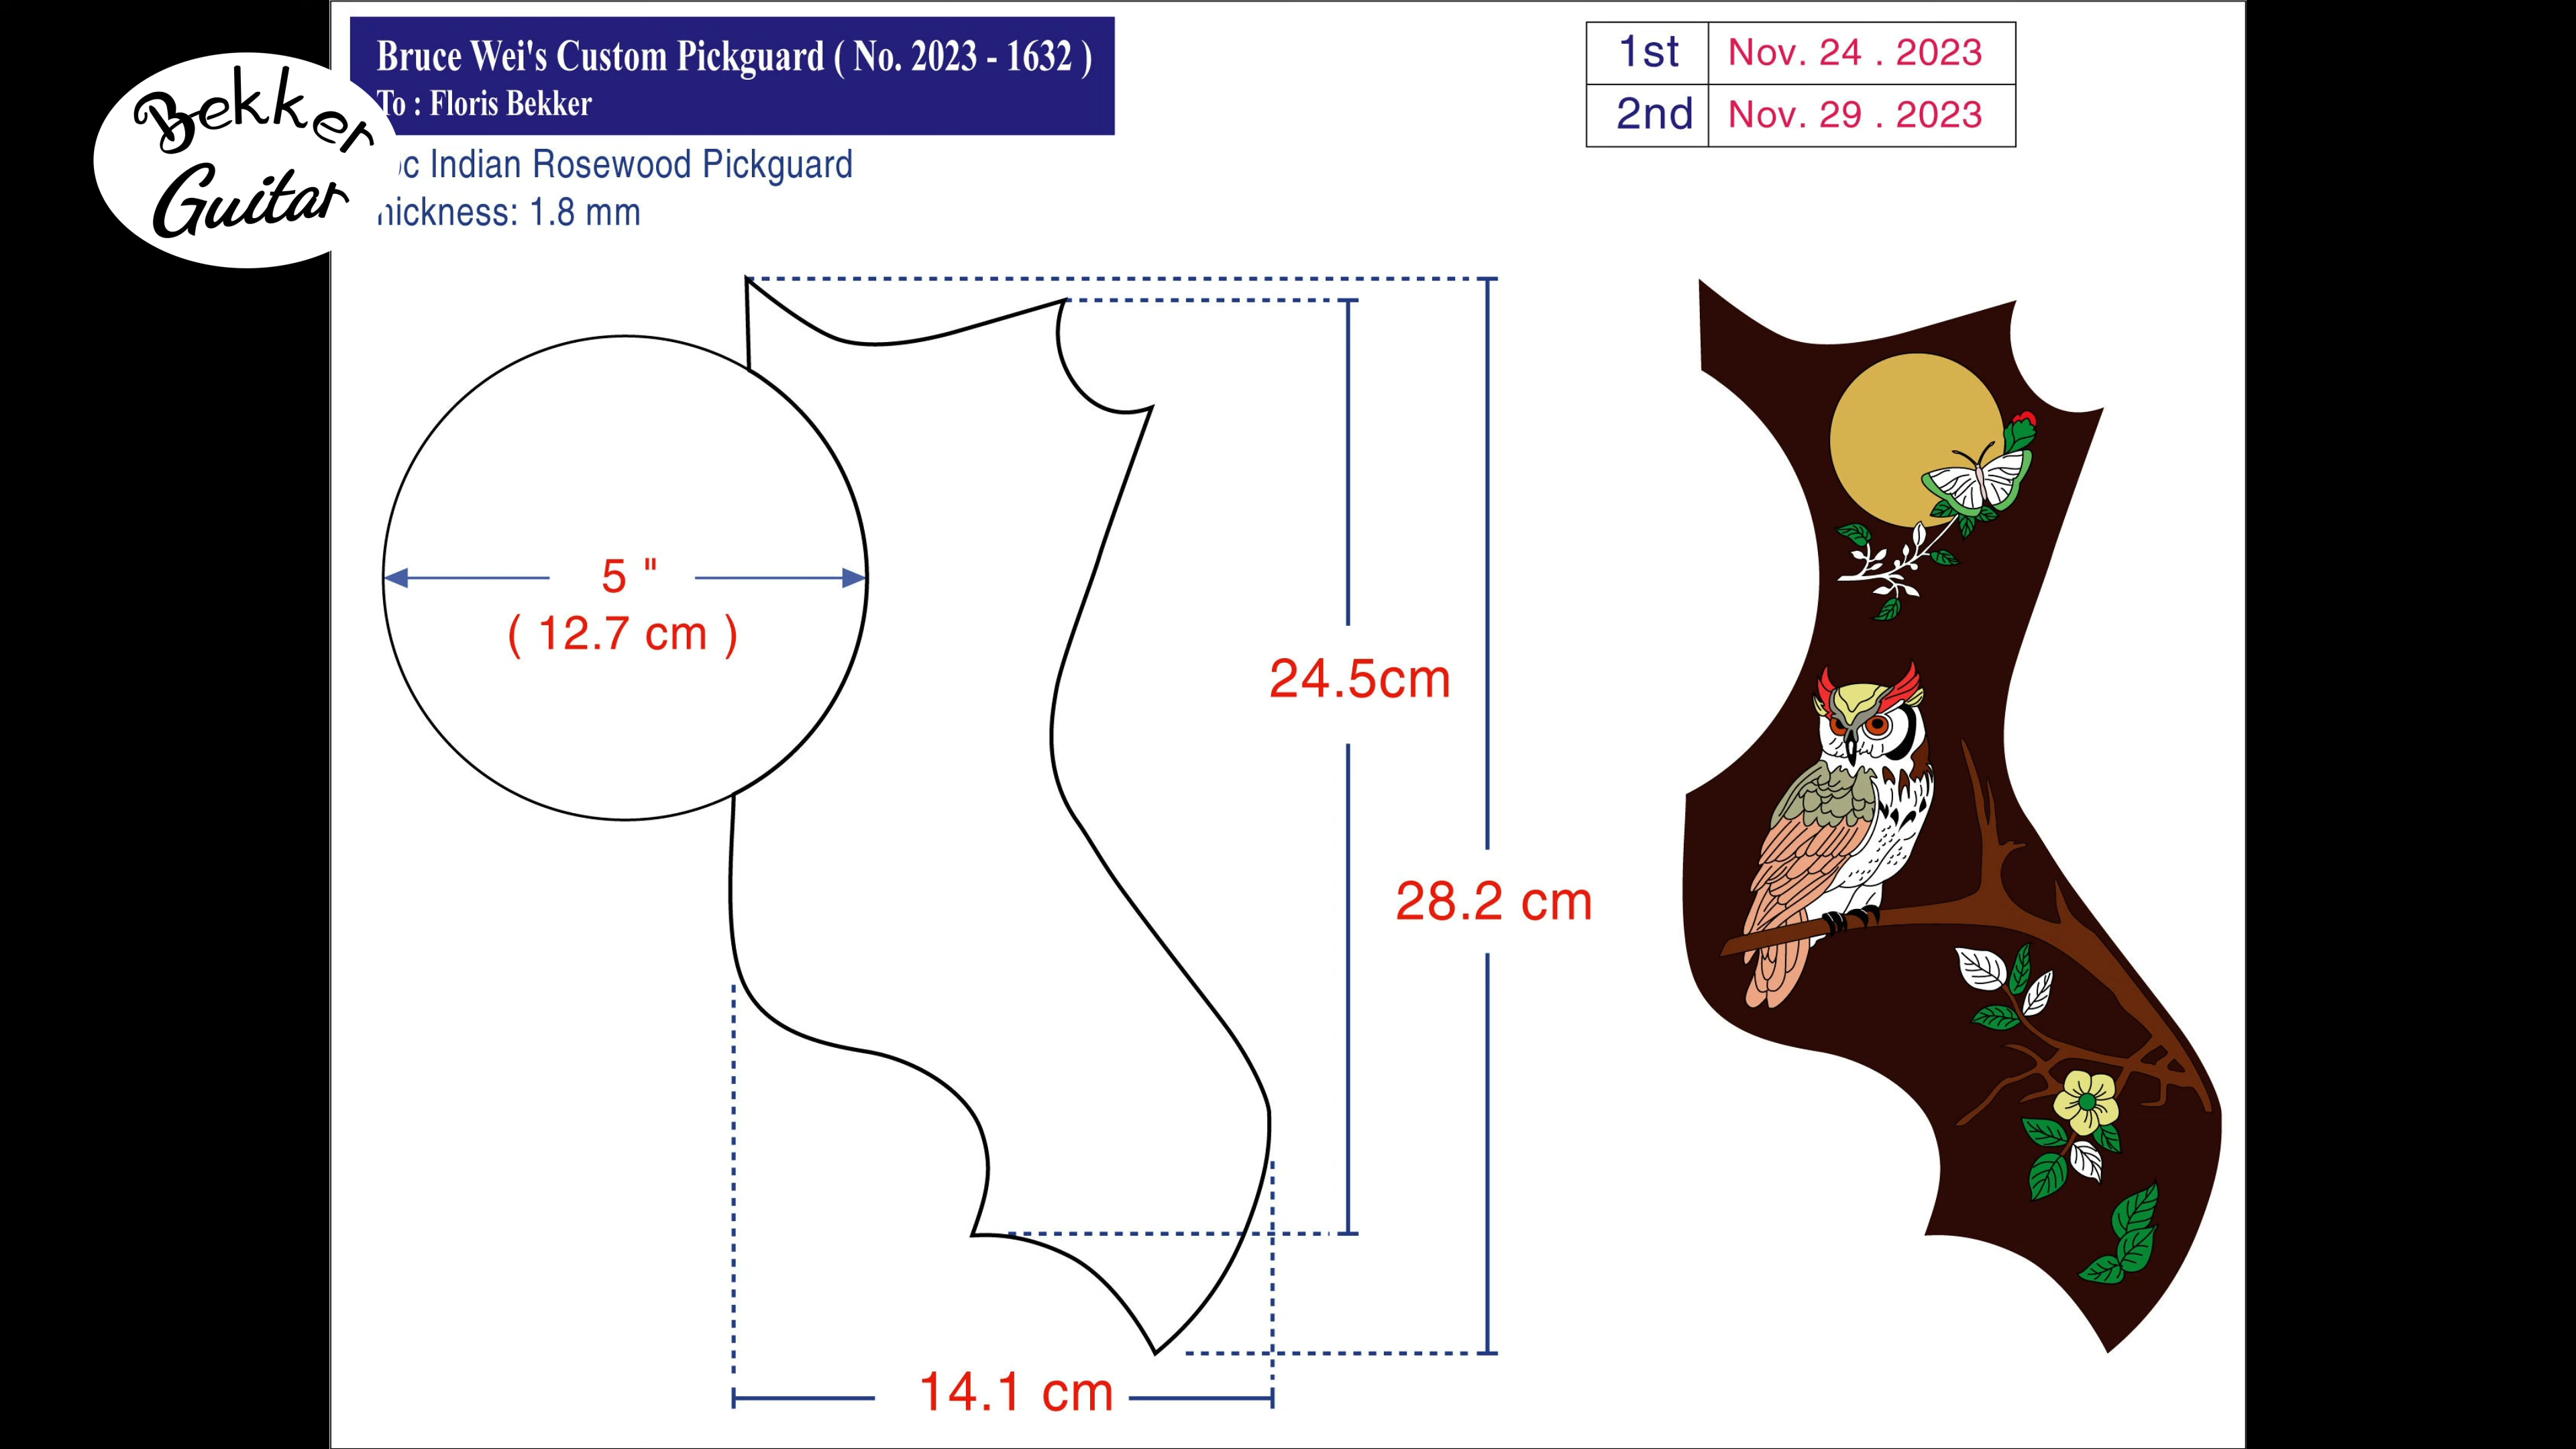 Bekker
Guitar
Bruce Wei's Custom Pickguard ( No. 2023 - 1632 )
To : Floris Bekker
Indian Rosewood Pickguard
1.8 mm
1st Nov. 24 . 2023
2nd Nov. 29 . 2023
5 "
( 12.7 cm )
24.5cm
28.2 cm
14.1 cm